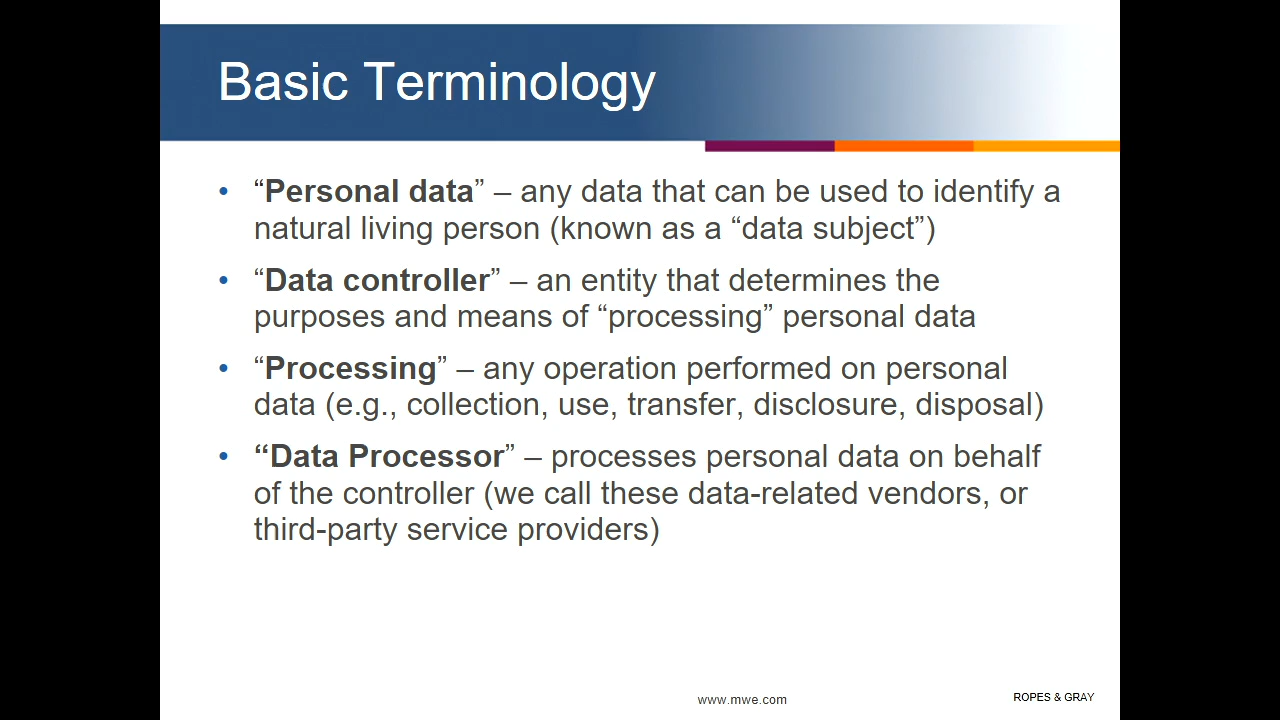 Basic Terminology
• “Personal data” – any data that can be used to identify a
natural living person (known as a “data subject”)
• “Data controller” – an entity that determines the
purposes and means of “processing” personal data
• “Processing” – any operation performed on personal
data (e.g., collection, use, transfer, disclosure, disposal)
• “Data Processor” – processes personal data on behalf
of the controller (we call these data-related vendors, or
third-party service providers)
www.mwe.com
ROPES & GRAY